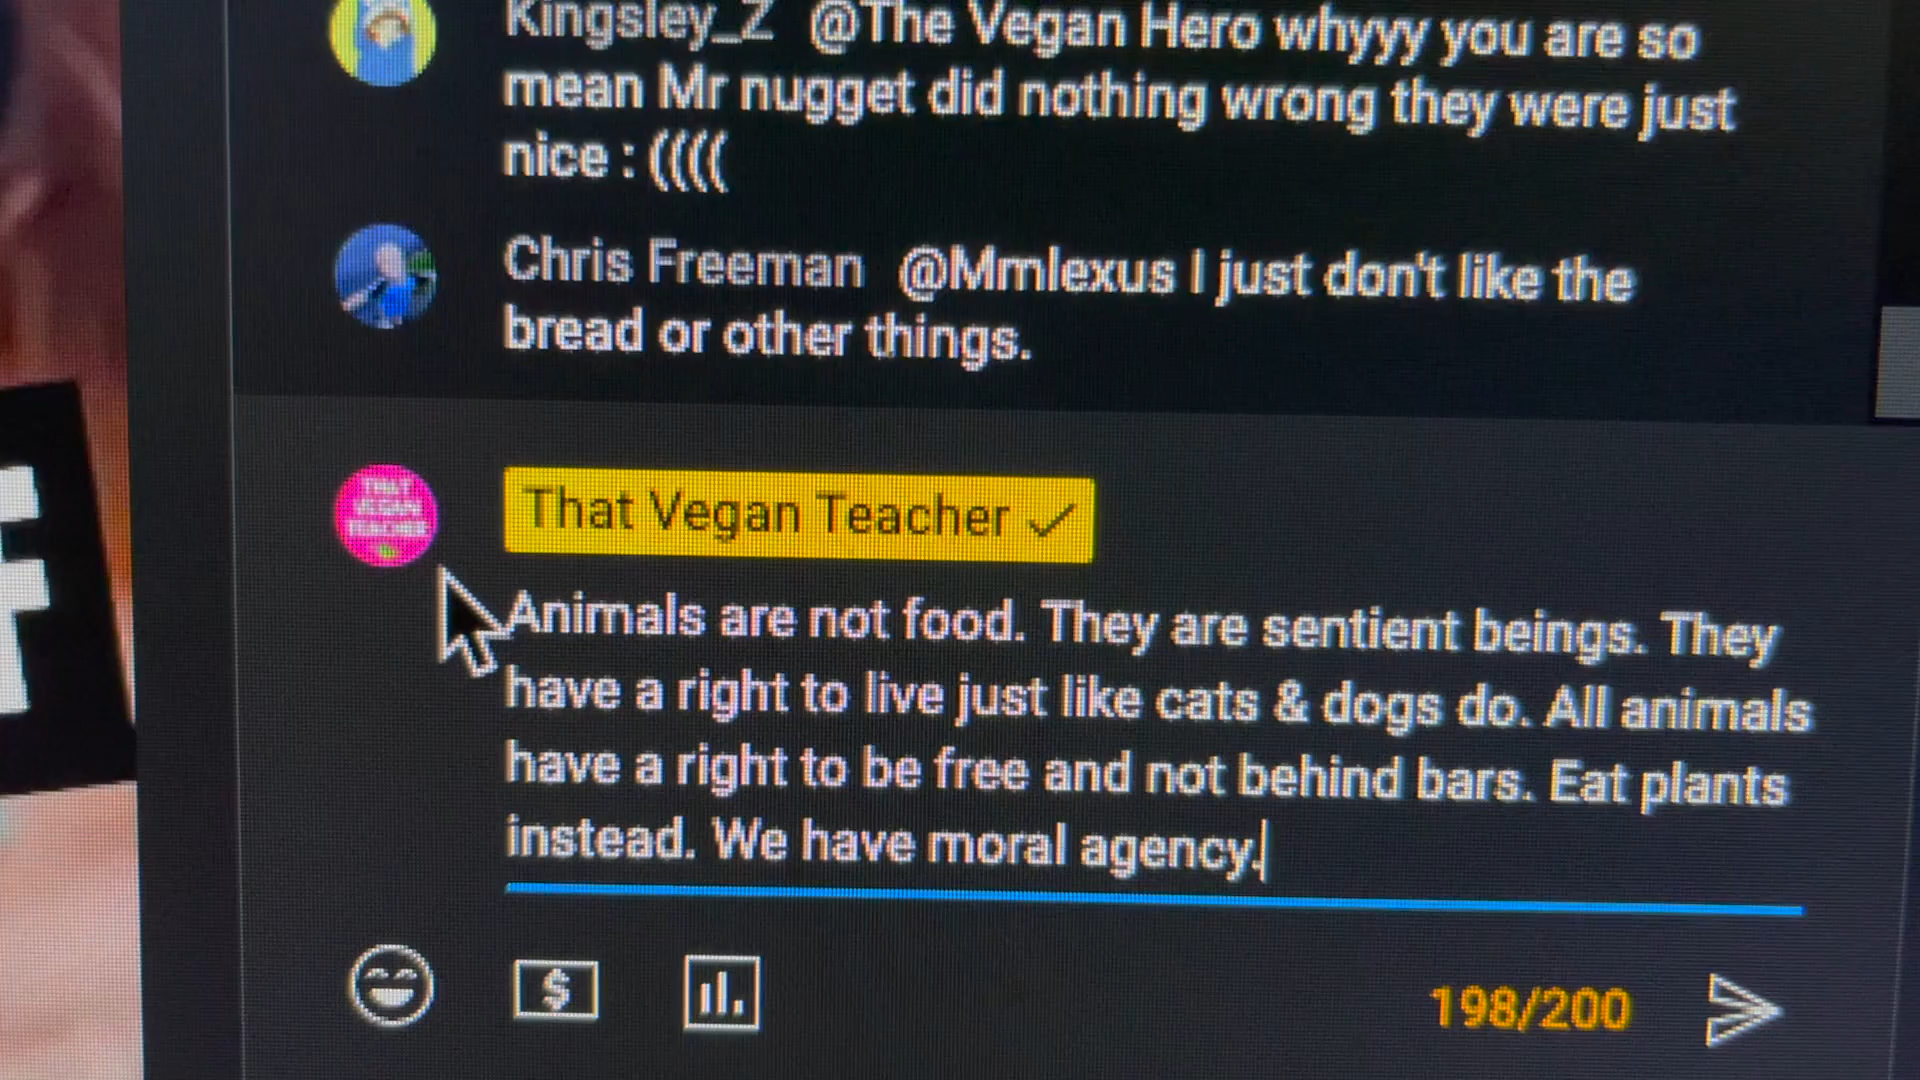 Kingsley_Z @The Vegan Hero whyyy you are so
mean Mr nugget did nothing wrong they were just
nice : ((((
Chris Freeman @Mmlexus I just don't like the
bread or other things.
THAT VEGAN TEACHER
That Vegan Teacher ✓
Animals are not food. They are sentient beings. They
have a right to live just like cats & dogs do. All animals
have a right to be free and not behind bars. Eat plants
instead. We have moral agency.
$
198/200
f